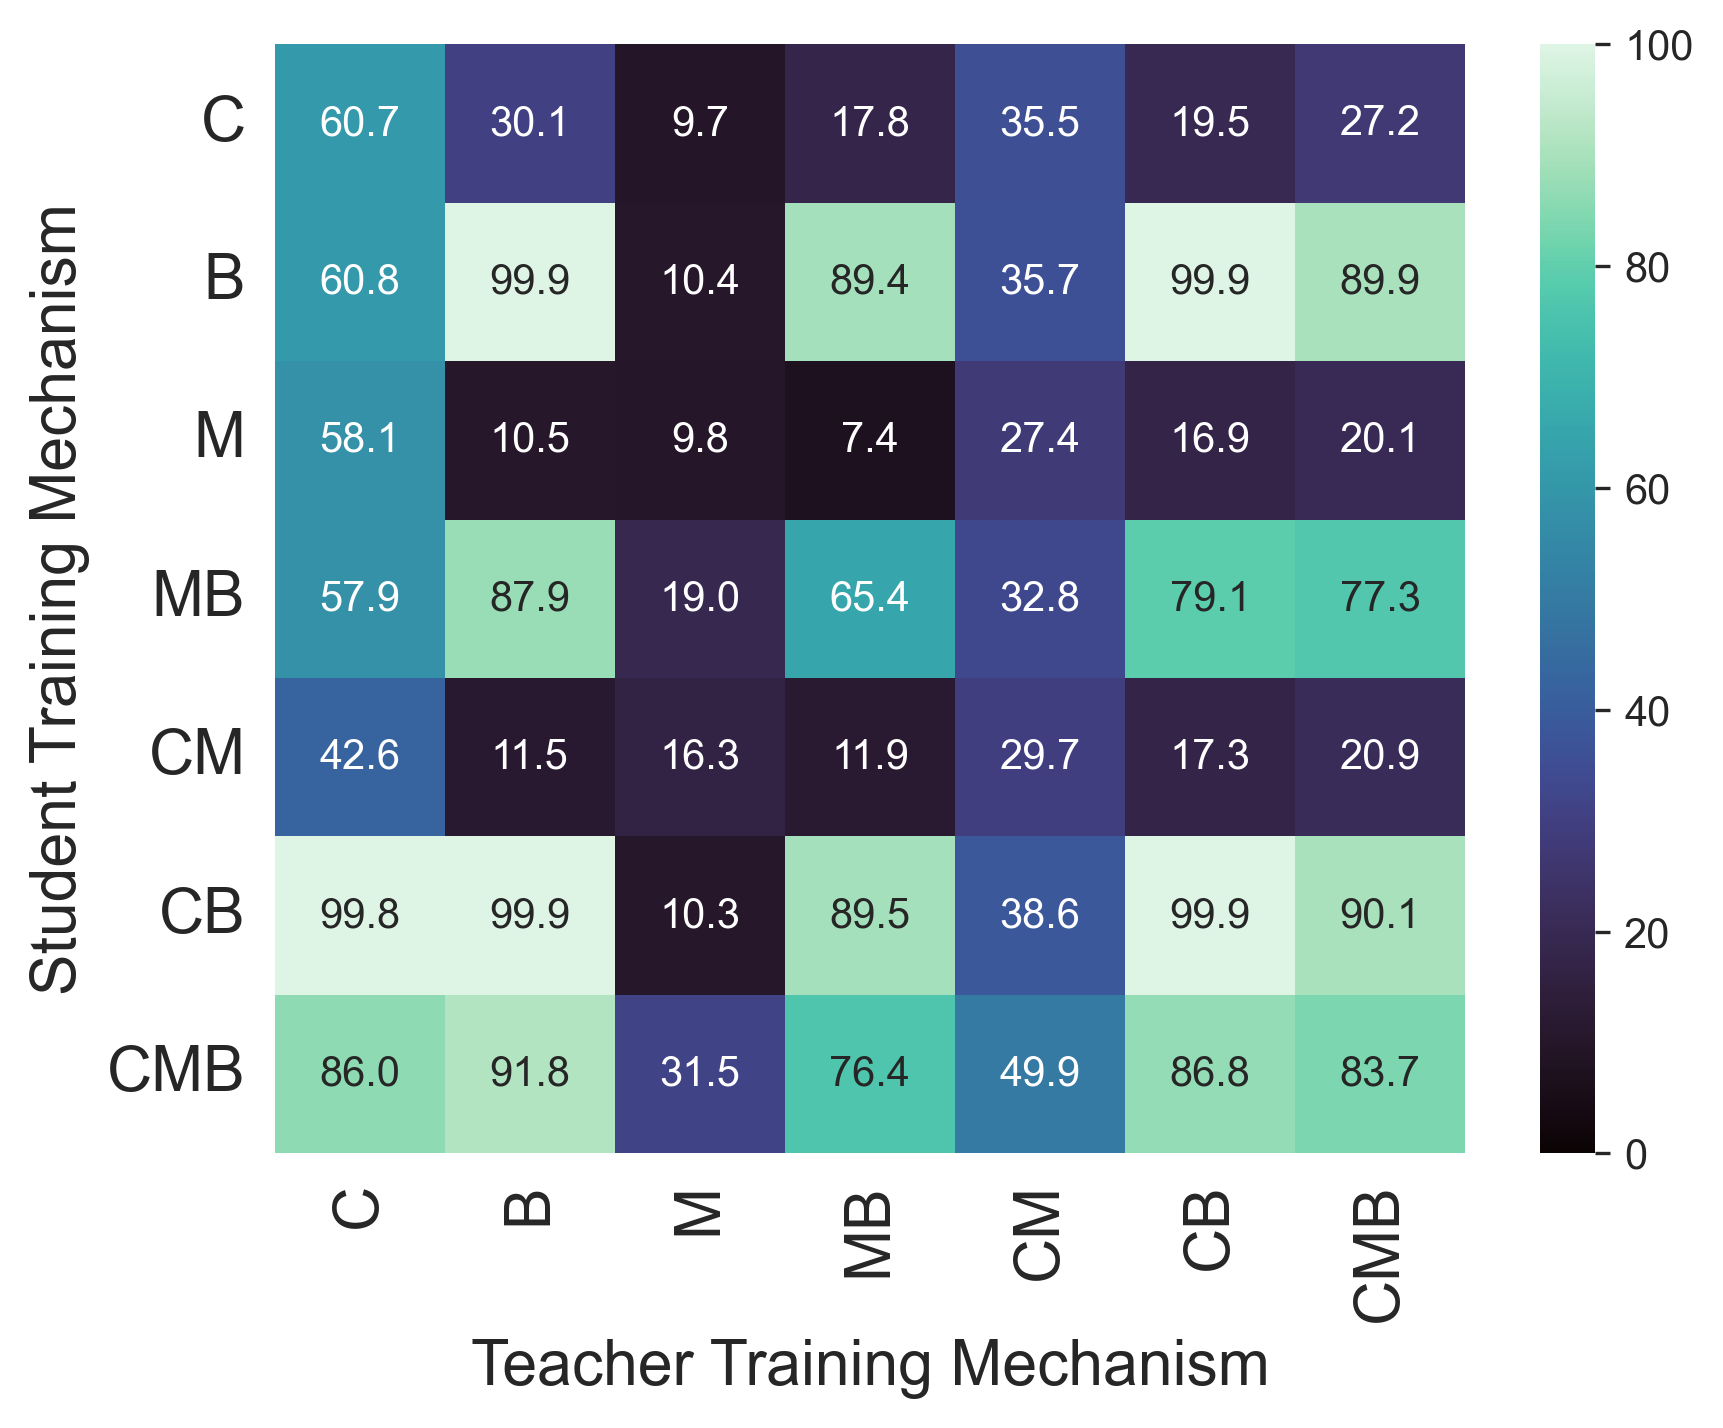 C 60.7 30.1 9.7 17.8 35.5 19.5 27.2
B 60.8 99.9 10.4 89.4 35.7 99.9 89.9
M 58.1 10.5 9.8 7.4 27.4 16.9 20.1
MB 57.9 87.9 19.0 65.4 32.8 79.1 77.3
CM 42.6 11.5 16.3 11.9 29.7 17.3 20.9
CB 99.8 99.9 10.3 89.5 38.6 99.9 90.1
CMB 86.0 91.8 31.5 76.4 49.9 86.8 83.7
C B M MB CM CB CMB
Teacher Training Mechanism
Student Training Mechanism
100
80
60
40
20
0